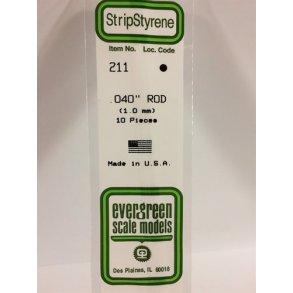 StripStyrene
Item No. Loc. Code
211
.040" ROD
(1.0 mm)
10 Pieces
Made in U.S.A.
evergreen
scale models
Des Plaines, IL 60018